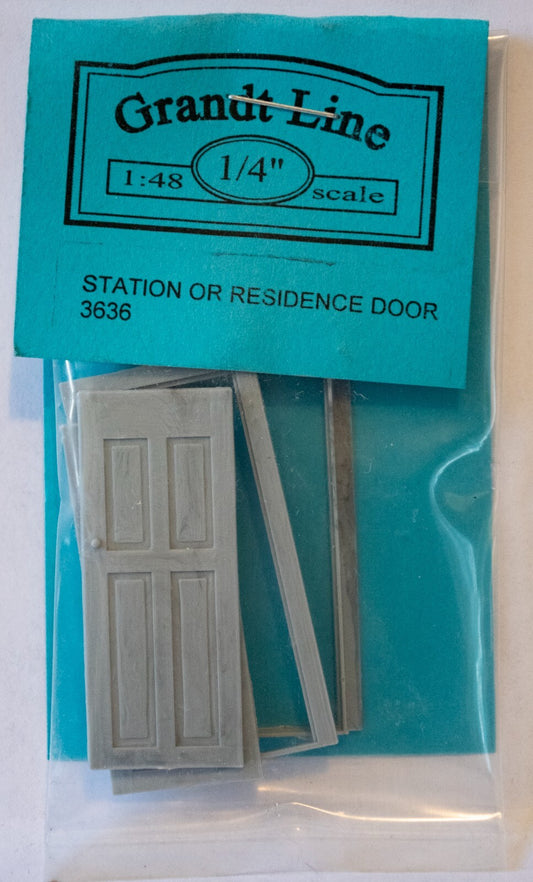 Grandt Line
1:48 1/4" scale
STATION OR RESIDENCE DOOR
3636